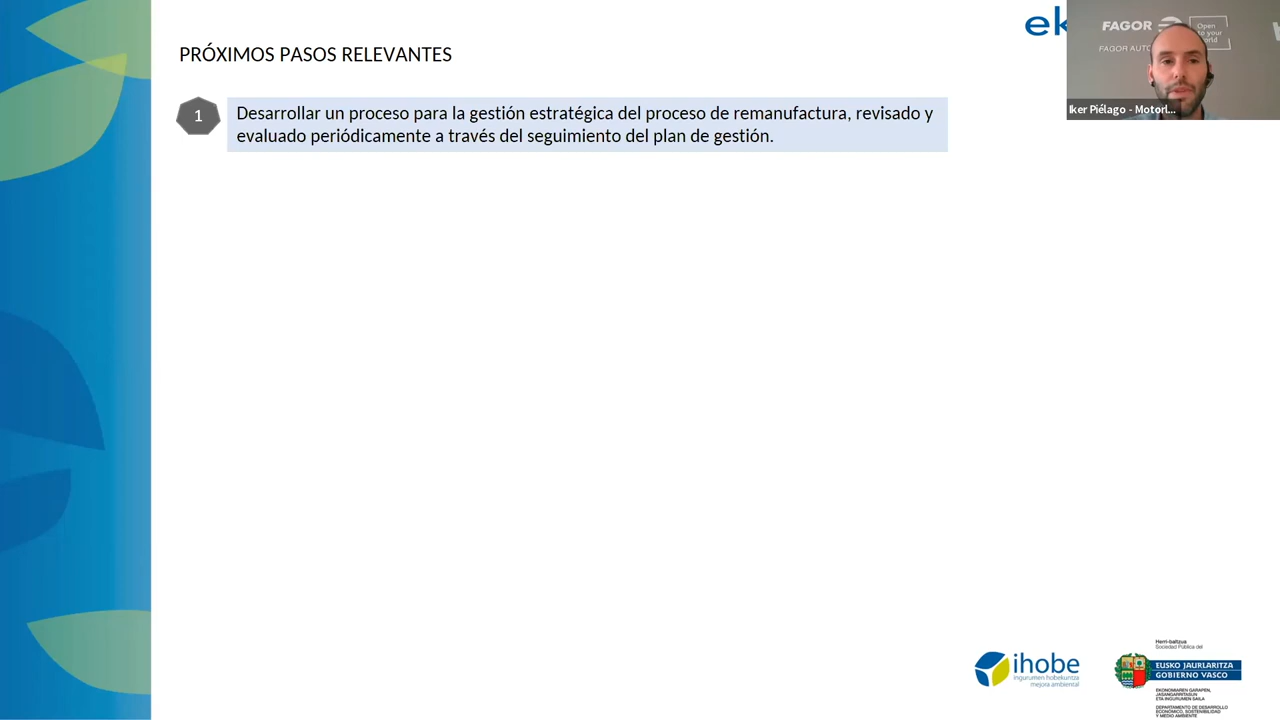 PRÓXIMOS PASOS RELEVANTES
1
Desarrollar un proceso para la gestión estratégica del proceso de remanufactura, revisado y
evaluado periódicamente a través del seguimiento del plan de gestión.
ek
FAGOR
Open
to your
world
FAGOR AUTO
Iker Piélago - Motorl...
ihobe
ingurumen hobekuntza
mejora ambiental
Herri-baltzua
Sociedad Pública del
EUSKO JAURLARITZA
GOBIERNO VASCO
EKONOMIAREN GARAPEN,
JASANGARRITASUN
ETA INGURUMEN SAILA
DEPARTAMENTO DE DESARROLLO
ECONÓMICO, SOSTENIBILIDAD
Y MEDIO AMBIENTE